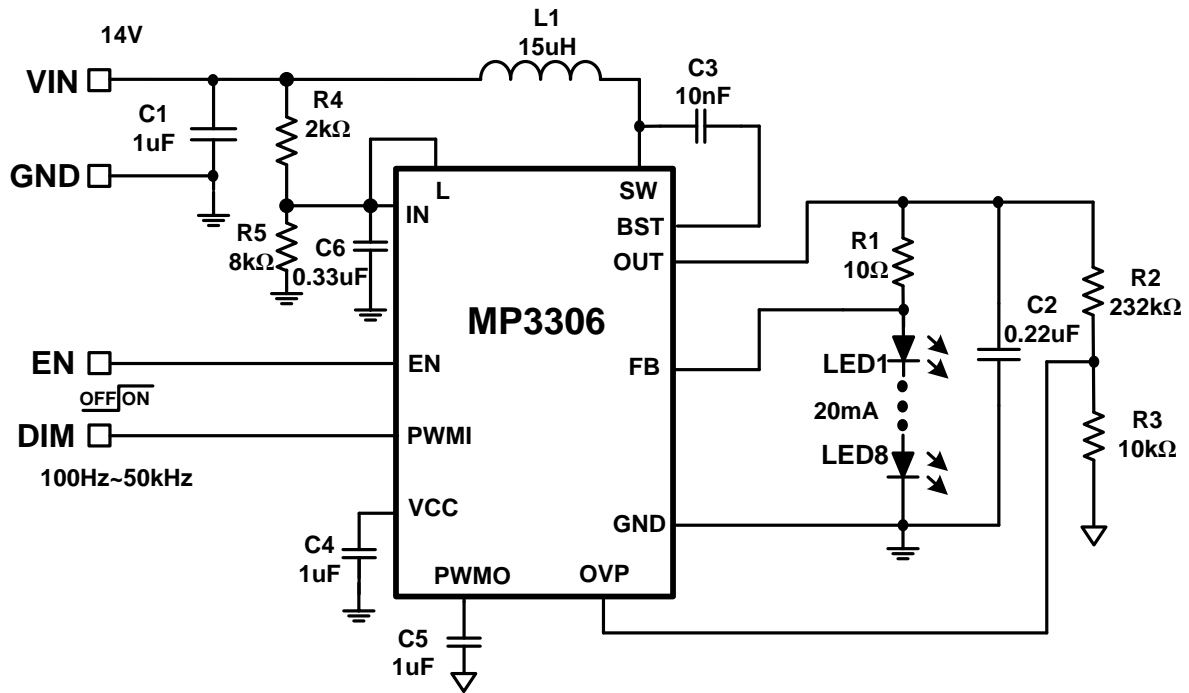 14V
VIN
GND
C1
1uF
R4
2kΩ
R5
8kΩ
C6
0.33uF
L1
15uH
C3
10nF
L
IN
SW
BST
OUT
MP3306
FB
EN
PWMI
VCC
GND
PWMO
OVP
EN
OFF ON
DIM
100Hz~50kHz
C4
1uF
C5
1uF
R1
10Ω
LED1
20mA
LED8
C2
0.22uF
R2
232kΩ
R3
10kΩ